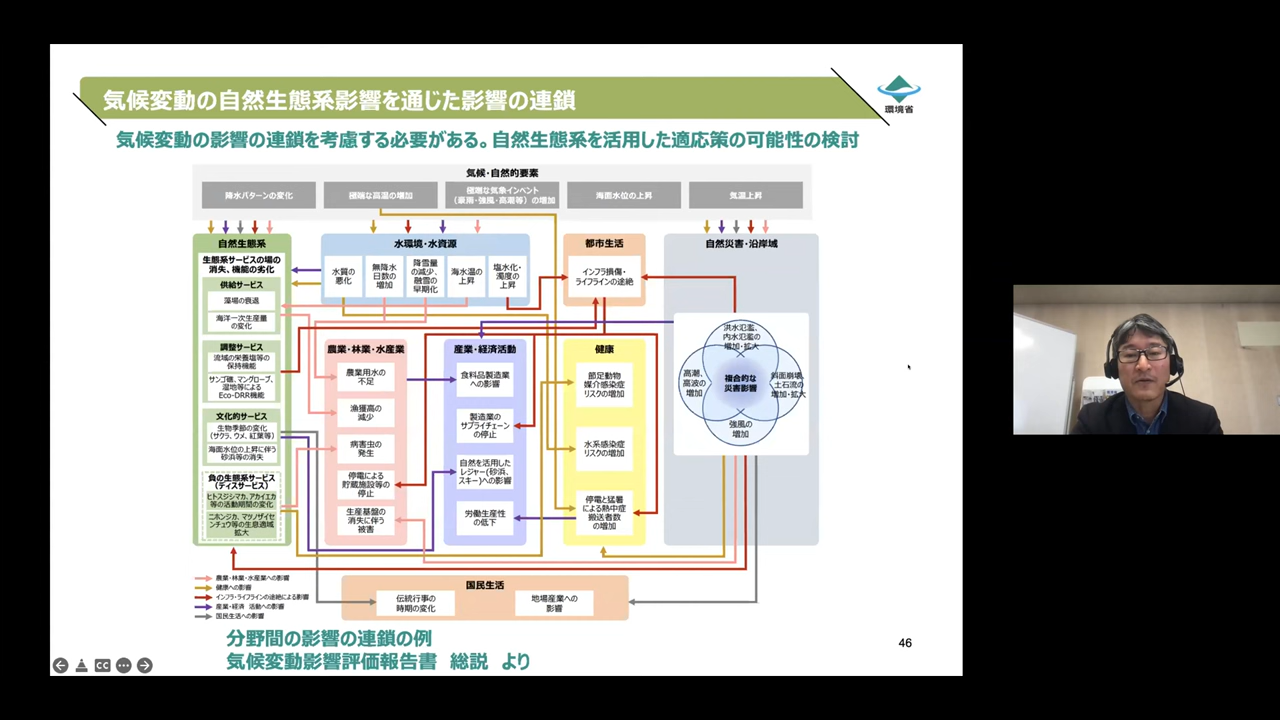 気候変動の自然生態系影響を通じた影響の連鎖
環境省
気候変動の影響の連鎖を考慮する必要がある。自然生態系を活用した適応策の可能性の検討
気候・自然的要素
降水パターンの変化
極端な高温の増加
極端な気象インベント
(豪雨・強風・高潮等)の増加
海面水位の上昇
気温上昇
自然生態系
生態系サービスの場の
消失、機能の劣化
供給サービス
藻場の衰退
海洋一次生産量
の変化
調整サービス
流域の栄養塩等の
保持機能
サンゴ礁、マングローブ、
湿地等による
Eco-DRR機能
文化的サービス
生物季節の変化
(サクラ、ウメ、紅葉等)
海面水位の上昇に伴う
砂浜等の消失
負の生態系サービス
(ディスサービス)
ヒトスジシマカ、アカイエカ
等の活動期間の変化
ニホンジカ、マツノザイセ
ンチュウ等の生息適域
拡大
水環境・水資源
水質の
悪化
無降水
日数の
増加
降雪量
の減少、
融雪の
早期化
海水温の
上昇
塩水化・
濁度の
上昇
都市生活
インフラ損傷・
ライフラインの途絶
自然災害・沿岸域
洪水氾濫、
内水氾濫の
増加・拡大
高潮、
高波の
増加
複合的な
災害影響
斜面崩壊、
土石流の
増加・拡大
強風の
増加
農業・林業・水産業
農業用水の
不足
漁獲高の
減少
病害虫の
発生
停電による
貯蔵施設等の
停止
生産基盤の
消失に伴う
被害
産業・経済活動
食料品製造業
への影響
製造業の
サプライチェーン
の停止
自然を活用した
レジャー(砂浜、
スキー)への影響
労働生産性
の低下
健康
節足動物
媒介感染症
リスクの増加
水系感染症
リスクの増加
停電と猛暑
による熱中症
搬送者数
の増加
農業・林業・水産業への影響
健康への影響
インフラ・ライフラインの途絶による影響
産業・経済 活動への影響
国民生活への影響
国民生活
伝統行事の
時期の変化
地場産業への
影響
分野間の影響の連鎖の例
気候変動影響評価報告書 総説 より
46
CC